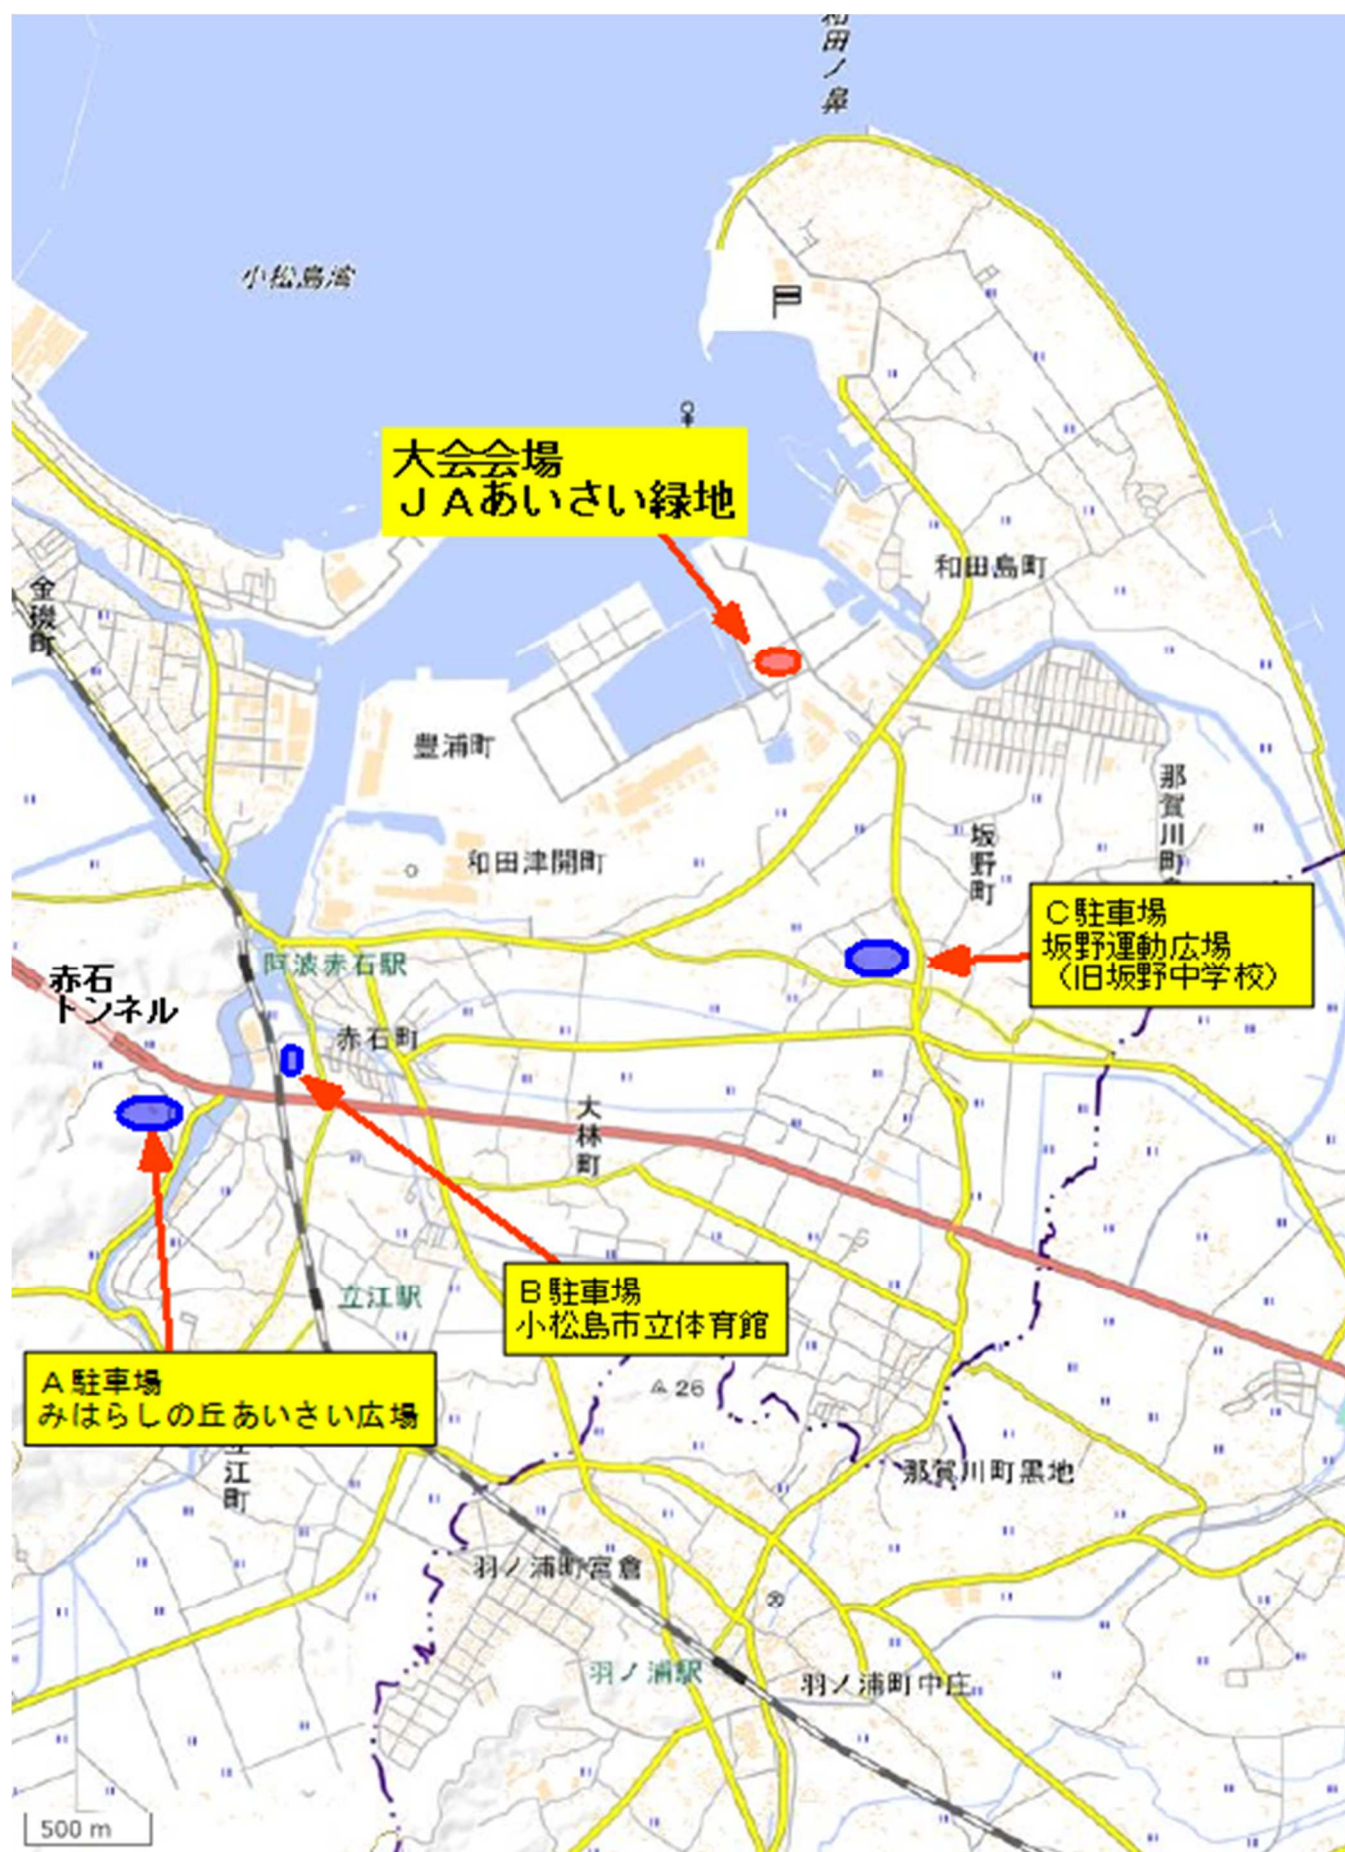 和田ノ鼻
小松島湾
大会会場
JAあいさい緑地
和田島町
金磯町
豊浦町
那賀川町
坂野町
和田津開町
C駐車場
坂野運動広場
(旧坂野中学校)
阿波赤石駅
赤石
トンネル
赤石町
大林町
B駐車場
小松島市立体育館
立江駅
A駐車場
みはらしの丘あいさい広場
26
江町
那賀川町黒地
羽ノ浦町宮倉
羽ノ浦駅
羽ノ浦町中庄
500 m